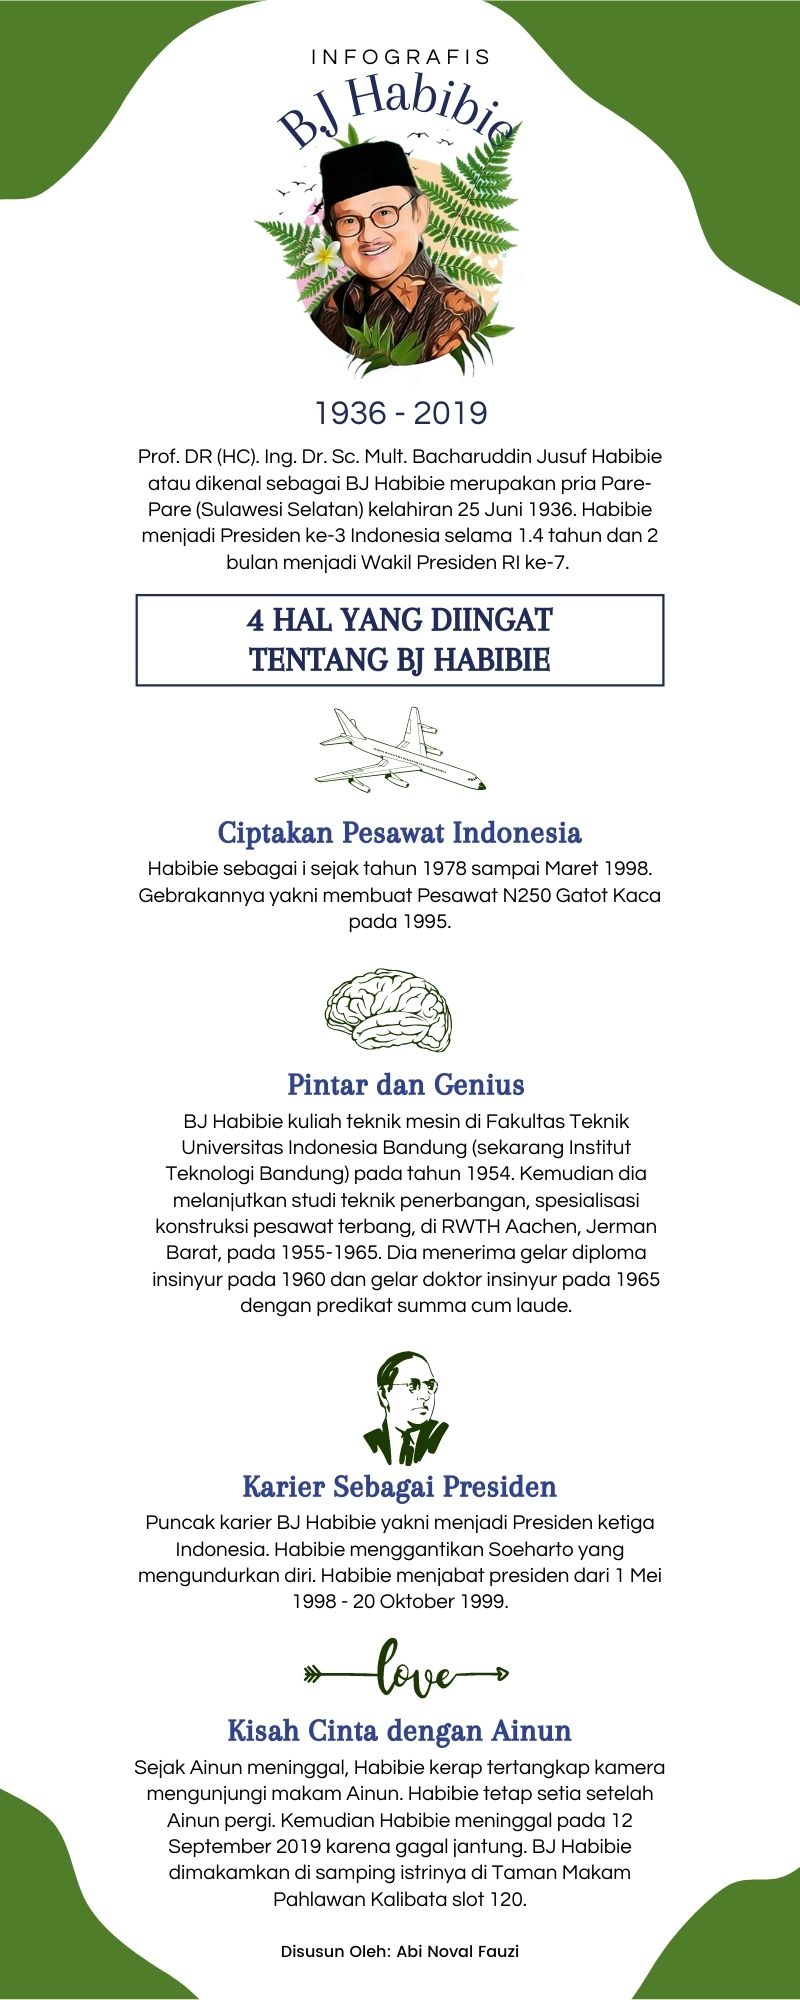 INFOGRAFIS
BJ Habibie
1936 - 2019
Prof. DR (HC). Ing. Dr. Sc. Mult. Bacharuddin Jusuf Habibie
atau dikenal sebagai BJ Habibie merupakan pria Pare-
Pare (Sulawesi Selatan) kelahiran 25 Juni 1936. Habibie
menjadi Presiden ke-3 Indonesia selama 1.4 tahun dan 2
bulan menjadi Wakil Presiden RI ke-7.
4 HAL YANG DIINGAT
TENTANG BJ HABIBIE
Ciptakan Pesawat Indonesia
Habibie sebagai i sejak tahun 1978 sampai Maret 1998.
Gebrakannya yakni membuat Pesawat N250 Gatot Kaca
pada 1995.
Pintar dan Genius
BJ Habibie kuliah teknik mesin di Fakultas Teknik
Universitas Indonesia Bandung (sekarang Institut
Teknologi Bandung) pada tahun 1954. Kemudian dia
melanjutkan studi teknik penerbangan, spesialisasi
konstruksi pesawat terbang, di RWTH Aachen, Jerman
Barat, pada 1955-1965. Dia menerima gelar diploma
insinyur pada 1960 dan gelar doktor insinyur pada 1965
dengan predikat summa cum laude.
Karier Sebagai Presiden
Puncak karier BJ Habibie yakni menjadi Presiden ketiga
Indonesia. Habibie menggantikan Soeharto yang
mengundurkan diri. Habibie menjabat presiden dari 1 Mei
1998 - 20 Oktober 1999.
love
Kisah Cinta dengan Ainun
Sejak Ainun meninggal, Habibie kerap tertangkap kamera
mengunjungi makam Ainun. Habibie tetap setia setelah
Ainun pergi. Kemudian Habibie meninggal pada 12
September 2019 karena gagal jantung. BJ Habibie
dimakamkan di samping istrinya di Taman Makam
Pahlawan Kalibata slot 120.
Disusun Oleh: Abi Noval Fauzi